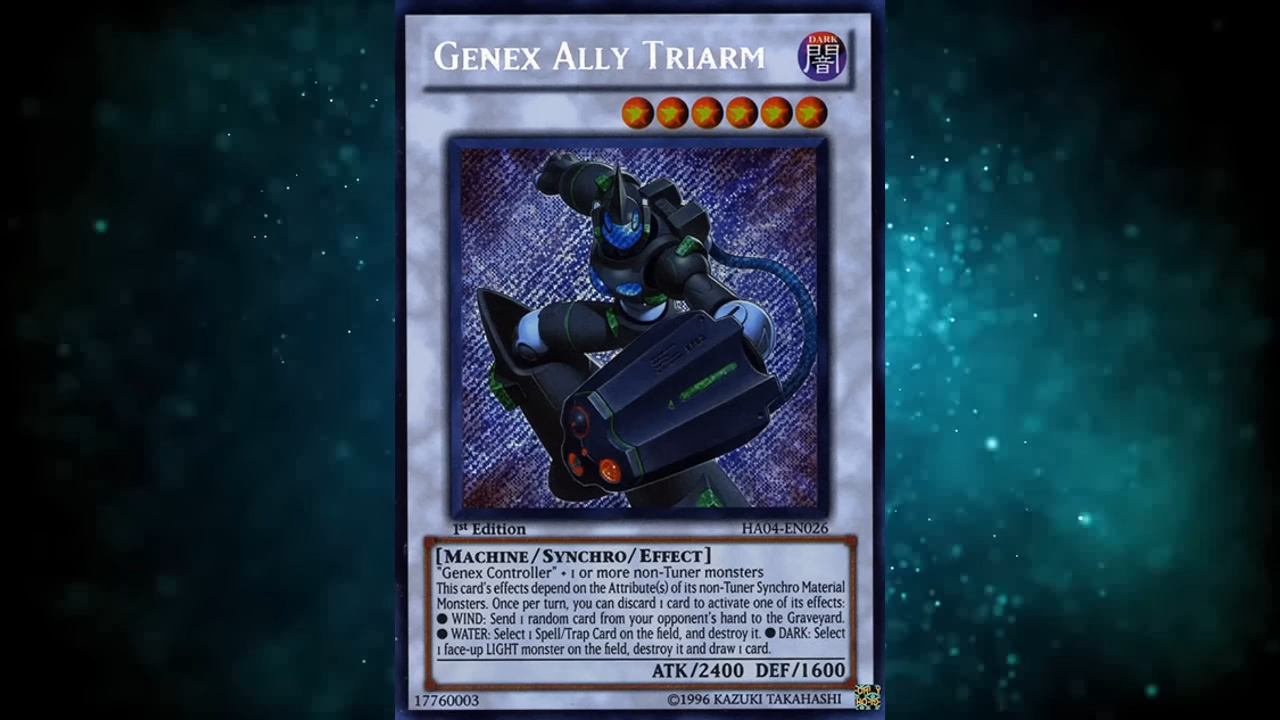 Genex Ally Triarm
DARK
闇
1st Edition
HA04-EN026
[Machine/Synchro/Effect]
"Genex Controller" + 1 or more non-Tuner monsters
This card's effects depend on the Attribute(s) of its non-Tuner Synchro Material
Monsters. Once per turn, you can discard 1 card to activate one of its effects:
● WIND: Send 1 random card from your opponent's hand to the Graveyard.
● WATER: Select 1 Spell/Trap Card on the field, and destroy it. ● DARK: Select
1 face-up LIGHT monster on the field, destroy it and draw 1 card.
ATK/2400 DEF/1600
17760003
©1996 KAZUKI TAKAHASHI